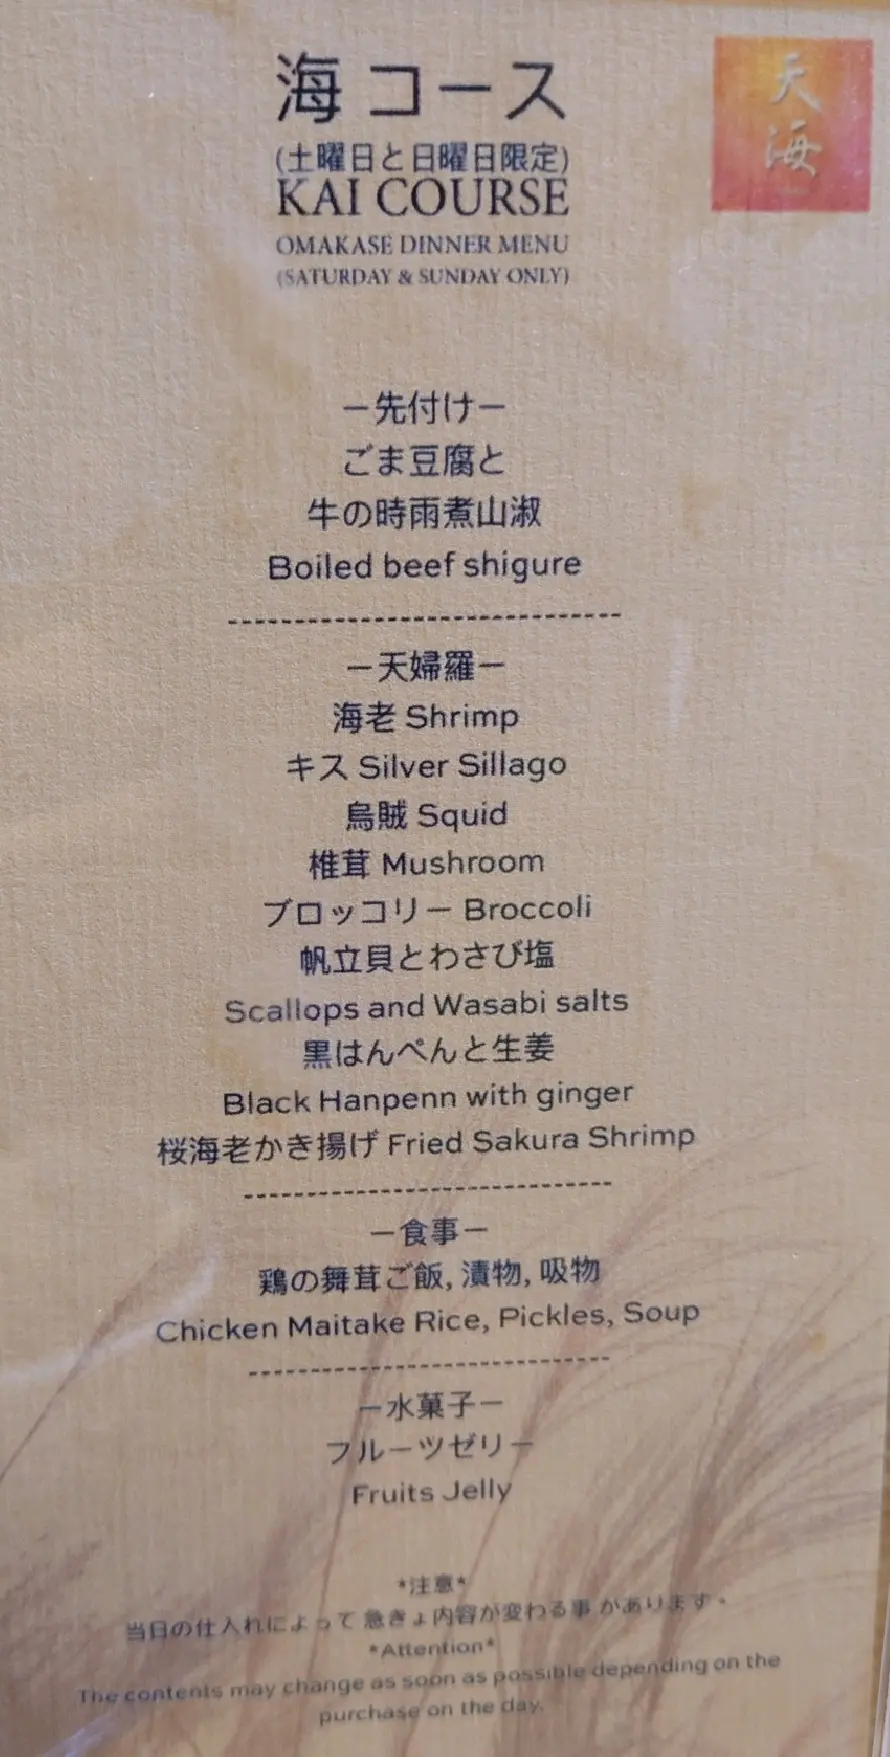 海コース
天海
(土曜日と日曜日限定)
KAI COURSE
OMAKASE DINNER MENU
(SATURDAY & SUNDAY ONLY)
－先付け－
ごま豆腐と
牛の時雨煮山淑
Boiled beef shigure
－天婦羅－
海老 Shrimp
キス Silver Sillago
烏賊 Squid
椎茸 Mushroom
ブロッコリー Broccoli
帆立貝とわさび塩
Scallops and Wasabi salts
黒はんぺんと生姜
Black Hanpenn with ginger
桜海老かき揚げ Fried Sakura Shrimp
－食事－
鶏の舞茸ご飯, 漬物, 吸物
Chicken Maitake Rice, Pickles, Soup
－水菓子－
フルーツゼリー
Fruits Jelly
*注意*
当日の仕入れによって 急きょ内容が変わる事 があります。
*Attention*
The contents may change as soon as possible depending on the
purchase on the day.